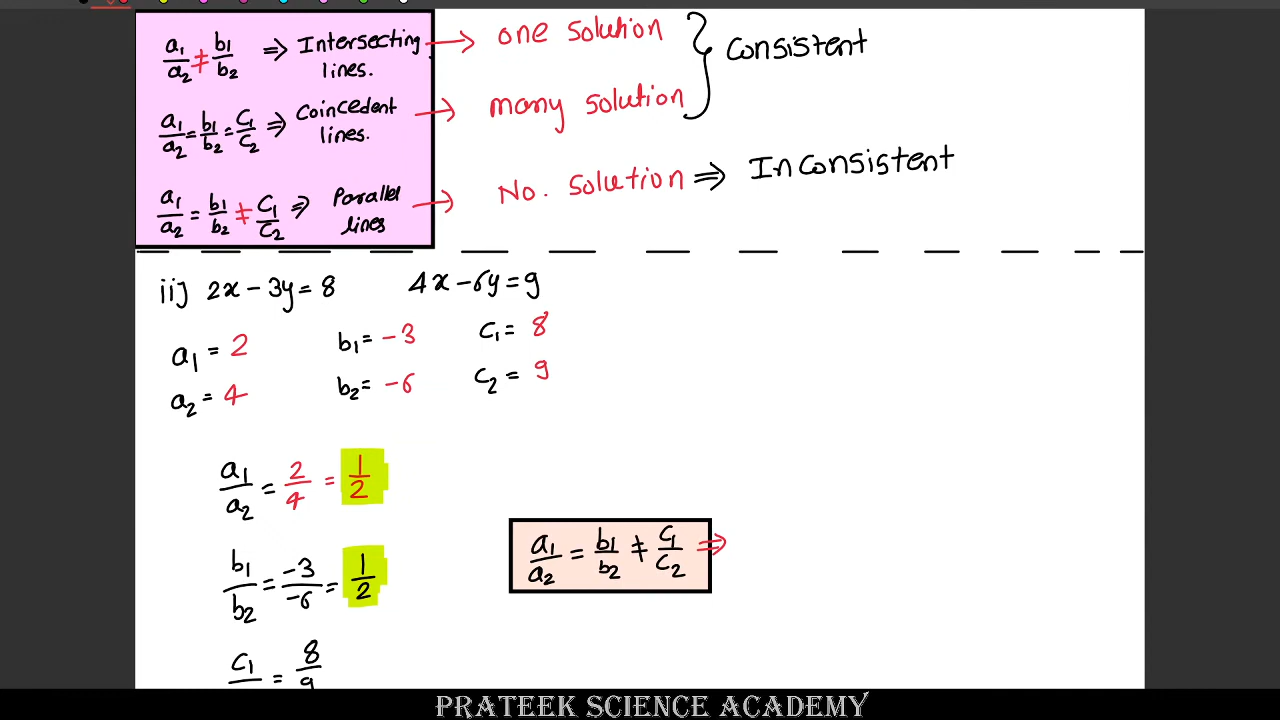 a₁/a₂ ≠ b₁/b₂ ⇒ Intersecting lines. → one solution
a₁/a₂ = b₁/b₂ = c₁/c₂ ⇒ Coincedent lines. → many solution
} Consistent
a₁/a₂ = b₁/b₂ ≠ c₁/c₂ ⇒ Parallel lines → No. solution ⇒ Inconsistent
ii] 2x - 3y = 8 4x - 6y = 9
a₁ = 2 b₁ = -3 c₁ = 8
a₂ = 4 b₂ = -6 c₂ = 9
a₁/a₂ = 2/4 = 1/2
a₁/a₂ = b₁/b₂ ≠ c₁/c₂ ⇒
b₁/b₂ = -3/-6 = 1/2
c₁/ = 8/9
PRATEEK SCIENCE ACADEMY